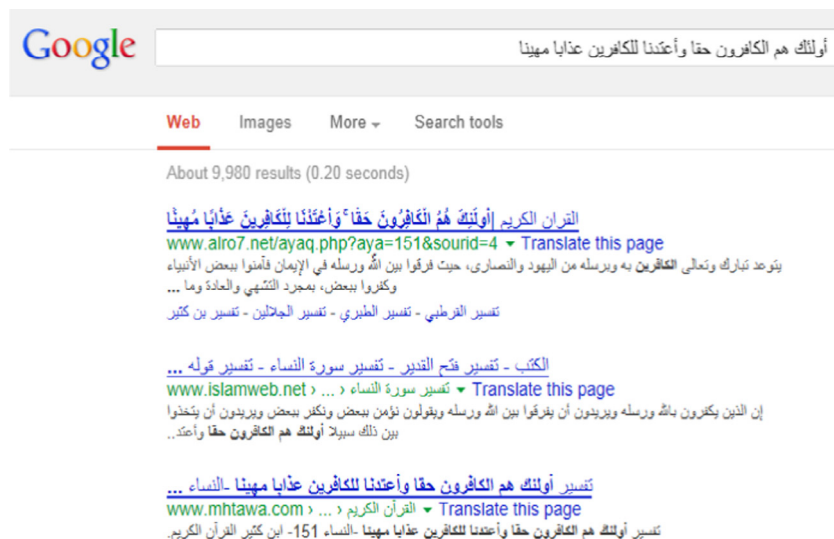 Google
أولئك هم الكافرون حقا وأعتدنا للكافرين عذابا مهينا
Web Images More Search tools
About 9,980 results (0.20 seconds)
القران الكريم |أُولَٰئِكَ هُمُ الْكَافِرُونَ حَقًّا ۚ وَأَعْتَدْنَا لِلْكَافِرِينَ عَذَابًا مُهِينًا
www.alro7.net/ayaq.php?aya=151&sourid=4 Translate this page
يتوعد تبارك وتعالى الكافرين به وبرسله من اليهود والنصارى، حيث فرقوا بين اللّه ورسله في الإيمان فآمنوا ببعض الأنبياء
وكفروا ببعض، بمجرد التشهي والعادة وما ...
تفسير القرطبي - تفسير الطبري - تفسير الجلالين - تفسير بن كثير
الكتب - تفسير فتح القدير - تفسير سورة النساء - تفسير قوله ...
www.islamweb.net › ... › تفسير سورة النساء Translate this page
إن الذين يكفرون بالله ورسله ويريدون أن يفرقوا بين الله ورسله ويقولون نؤمن ببعض ونكفر ببعض ويريدون أن يتخذوا
بين ذلك سبيلا أولئك هم الكافرون حقا وأعتد..
تفسير أولئك هم الكافرون حقا وأعتدنا للكافرين عذابا مهينا -النساء ...
www.mhtawa.com › ... › القرآن الكريم Translate this page
تفسير أولئك هم الكافرون حقا وأعتدنا للكافرين عذابا مهينا -النساء 151- ابن كثير القرآن الكريم.